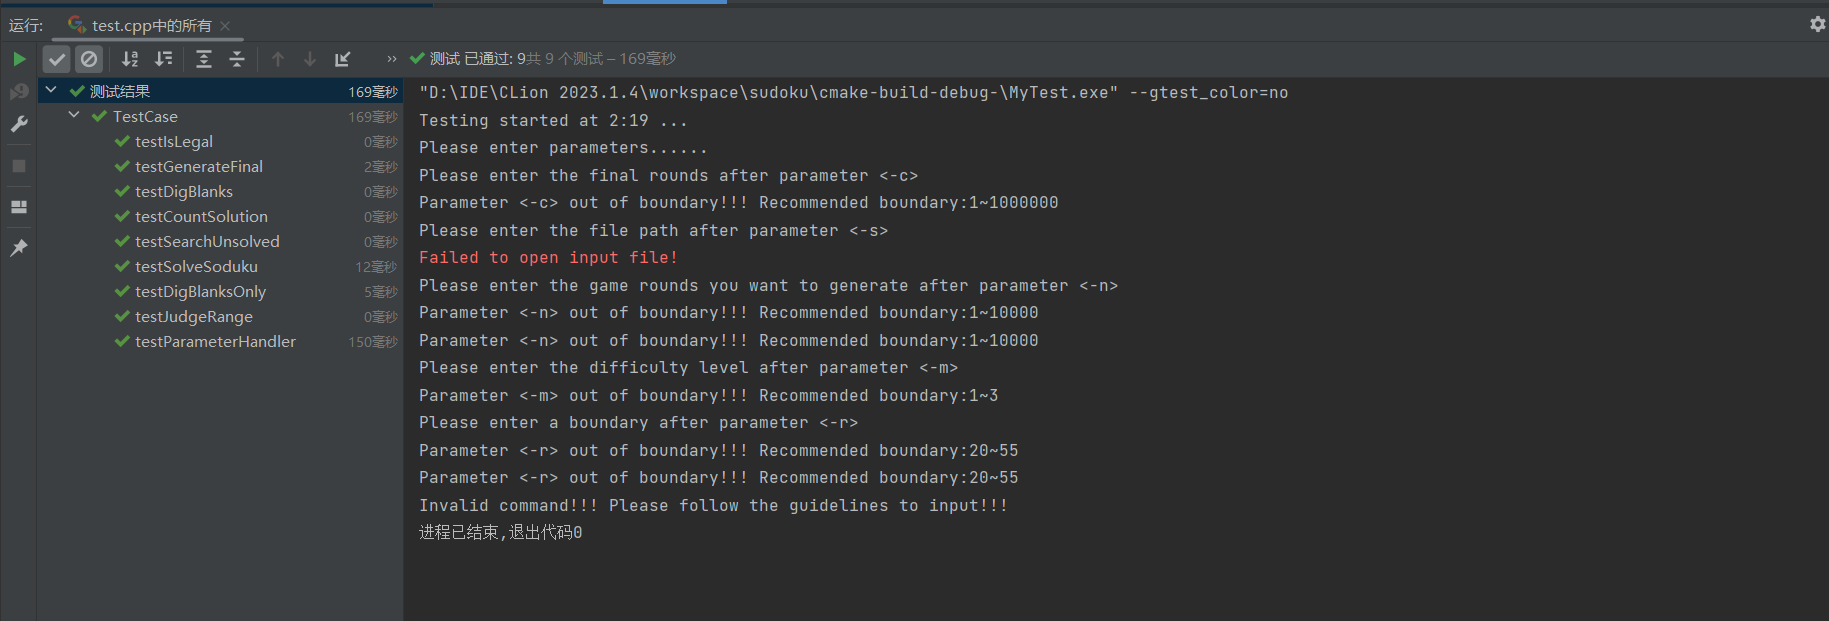 运行:
test.cpp中的所有
测试 已通过: 9共 9 个测试 – 169毫秒
测试结果 169毫秒
TestCase 169毫秒
testIsLegal 0毫秒
testGenerateFinal 2毫秒
testDigBlanks 0毫秒
testCountSolution 0毫秒
testSearchUnsolved 0毫秒
testSolveSoduku 12毫秒
testDigBlanksOnly 5毫秒
testJudgeRange 0毫秒
testParameterHandler 150毫秒
"D:\IDE\CLion 2023.1.4\workspace\sudoku\cmake-build-debug-\MyTest.exe" --gtest_color=no
Testing started at 2:19 ...
Please enter parameters......
Please enter the final rounds after parameter <-c>
Parameter <-c> out of boundary!!! Recommended boundary:1~1000000
Please enter the file path after parameter <-s>
Failed to open input file!
Please enter the game rounds you want to generate after parameter <-n>
Parameter <-n> out of boundary!!! Recommended boundary:1~10000
Parameter <-n> out of boundary!!! Recommended boundary:1~10000
Please enter the difficulty level after parameter <-m>
Parameter <-m> out of boundary!!! Recommended boundary:1~3
Please enter a boundary after parameter <-r>
Parameter <-r> out of boundary!!! Recommended boundary:20~55
Parameter <-r> out of boundary!!! Recommended boundary:20~55
Invalid command!!! Please follow the guidelines to input!!!
进程已结束,退出代码0